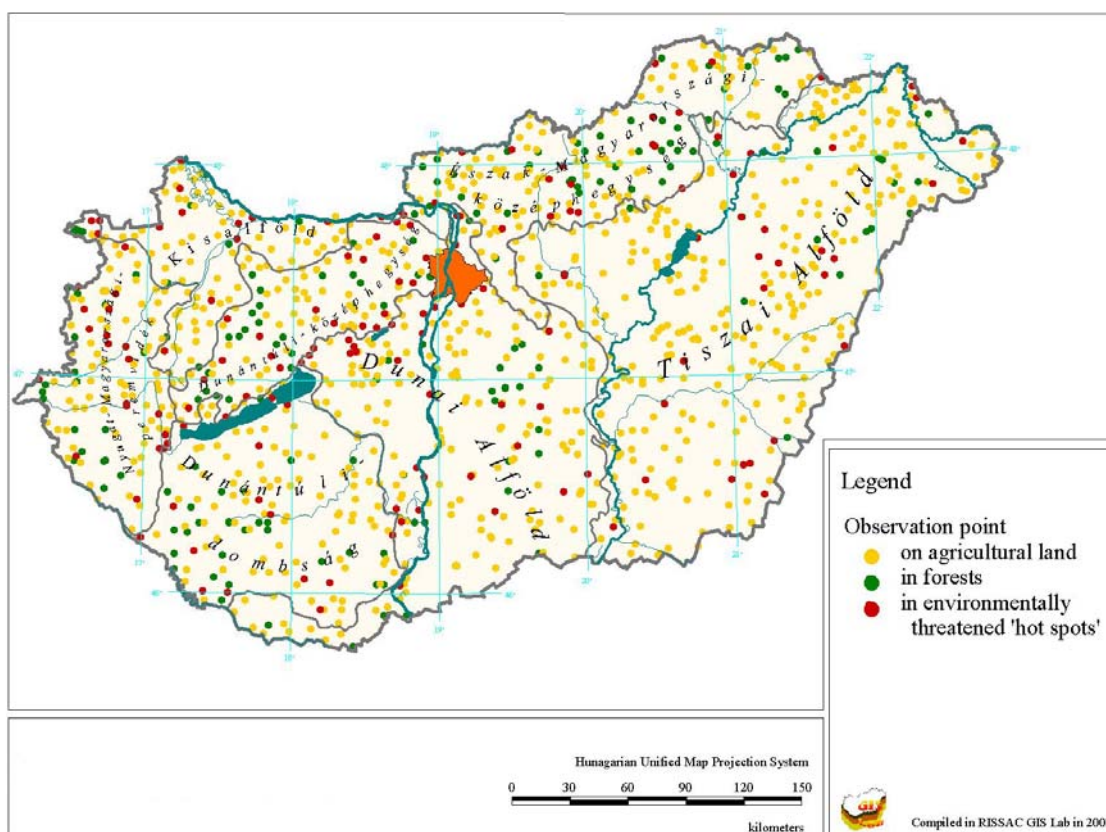 Kisalföld
Nyugat-Magyarországi-
peremvidék
Dunántúli-középhegység
Dunántúli-
dombság
Dunai
Alföld
Tiszai Alföld
Észak-Magyarországi-
középhegység
Legend
Observation point
on agricultural land
in forests
in environmentally
threatened 'hot spots'
Hunagarian Unified Map Projection System
0 30 60 90 120 150
kilometers
GIS
Compiled in RISSAC GIS Lab in 200